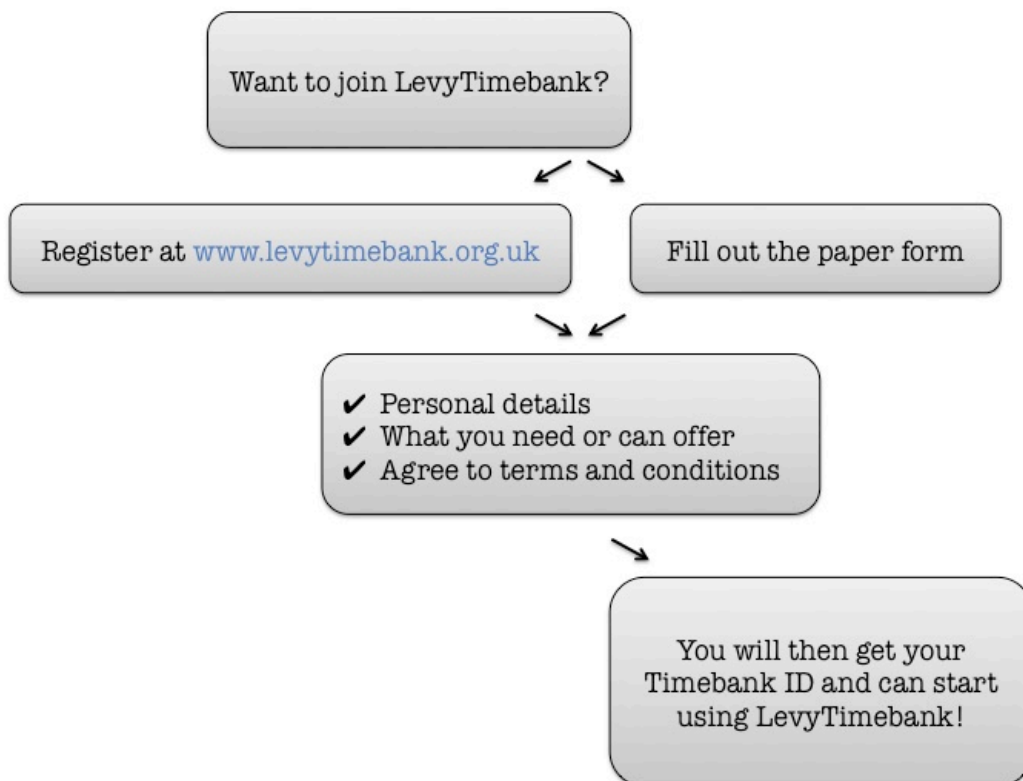 Want to join LevyTimebank?
Register at www.levytimebank.org.uk
Fill out the paper form
✔ Personal details
✔ What you need or can offer
✔ Agree to terms and conditions
You will then get your
Timebank ID and can start
using LevyTimebank!